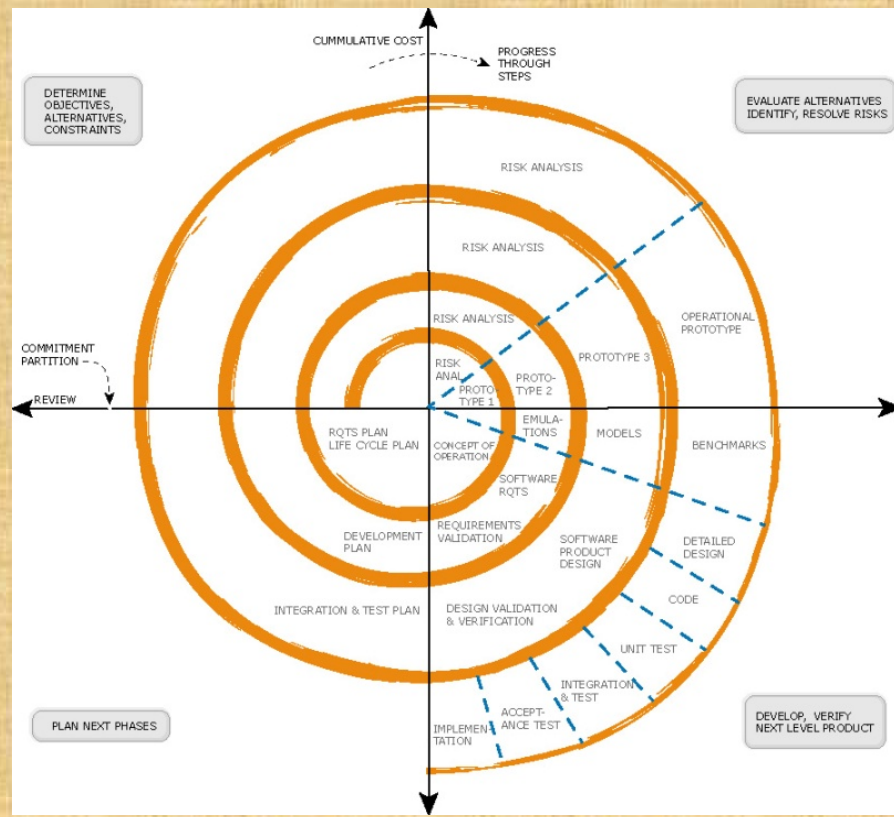 CUMMULATIVE COST
PROGRESS
THROUGH
STEPS
DETERMINE
OBJECTIVES,
ALTERNATIVES,
CONSTRAINTS
EVALUATE ALTERNATIVES
IDENTIFY, RESOLVE RISKS
RISK ANALYSIS
RISK ANALYSIS
RISK ANALYSIS
RISK
ANAL
OPERATIONAL
PROTOTYPE
PROTOTYPE 3
PROTO-
TYPE 2
PROTO-
TYPE 1
COMMITMENT
PARTITION
REVIEW
RQTS PLAN
LIFE CYCLE PLAN
CONCEPT OF
OPERATION
EMULA-
TIONS
MODELS
BENCHMARKS
SOFTWARE
RQTS
REQUIREMENTS
VALIDATION
DEVELOPMENT
PLAN
SOFTWARE
PRODUCT
DESIGN
DETAILED
DESIGN
CODE
INTEGRATION & TEST PLAN
DESIGN VALIDATION
& VERIFICATION
UNIT TEST
INTEGRATION
& TEST
ACCEPT-
ANCE TEST
IMPLEMEN-
TATION
PLAN NEXT PHASES
DEVELOP, VERIFY
NEXT LEVEL PRODUCT